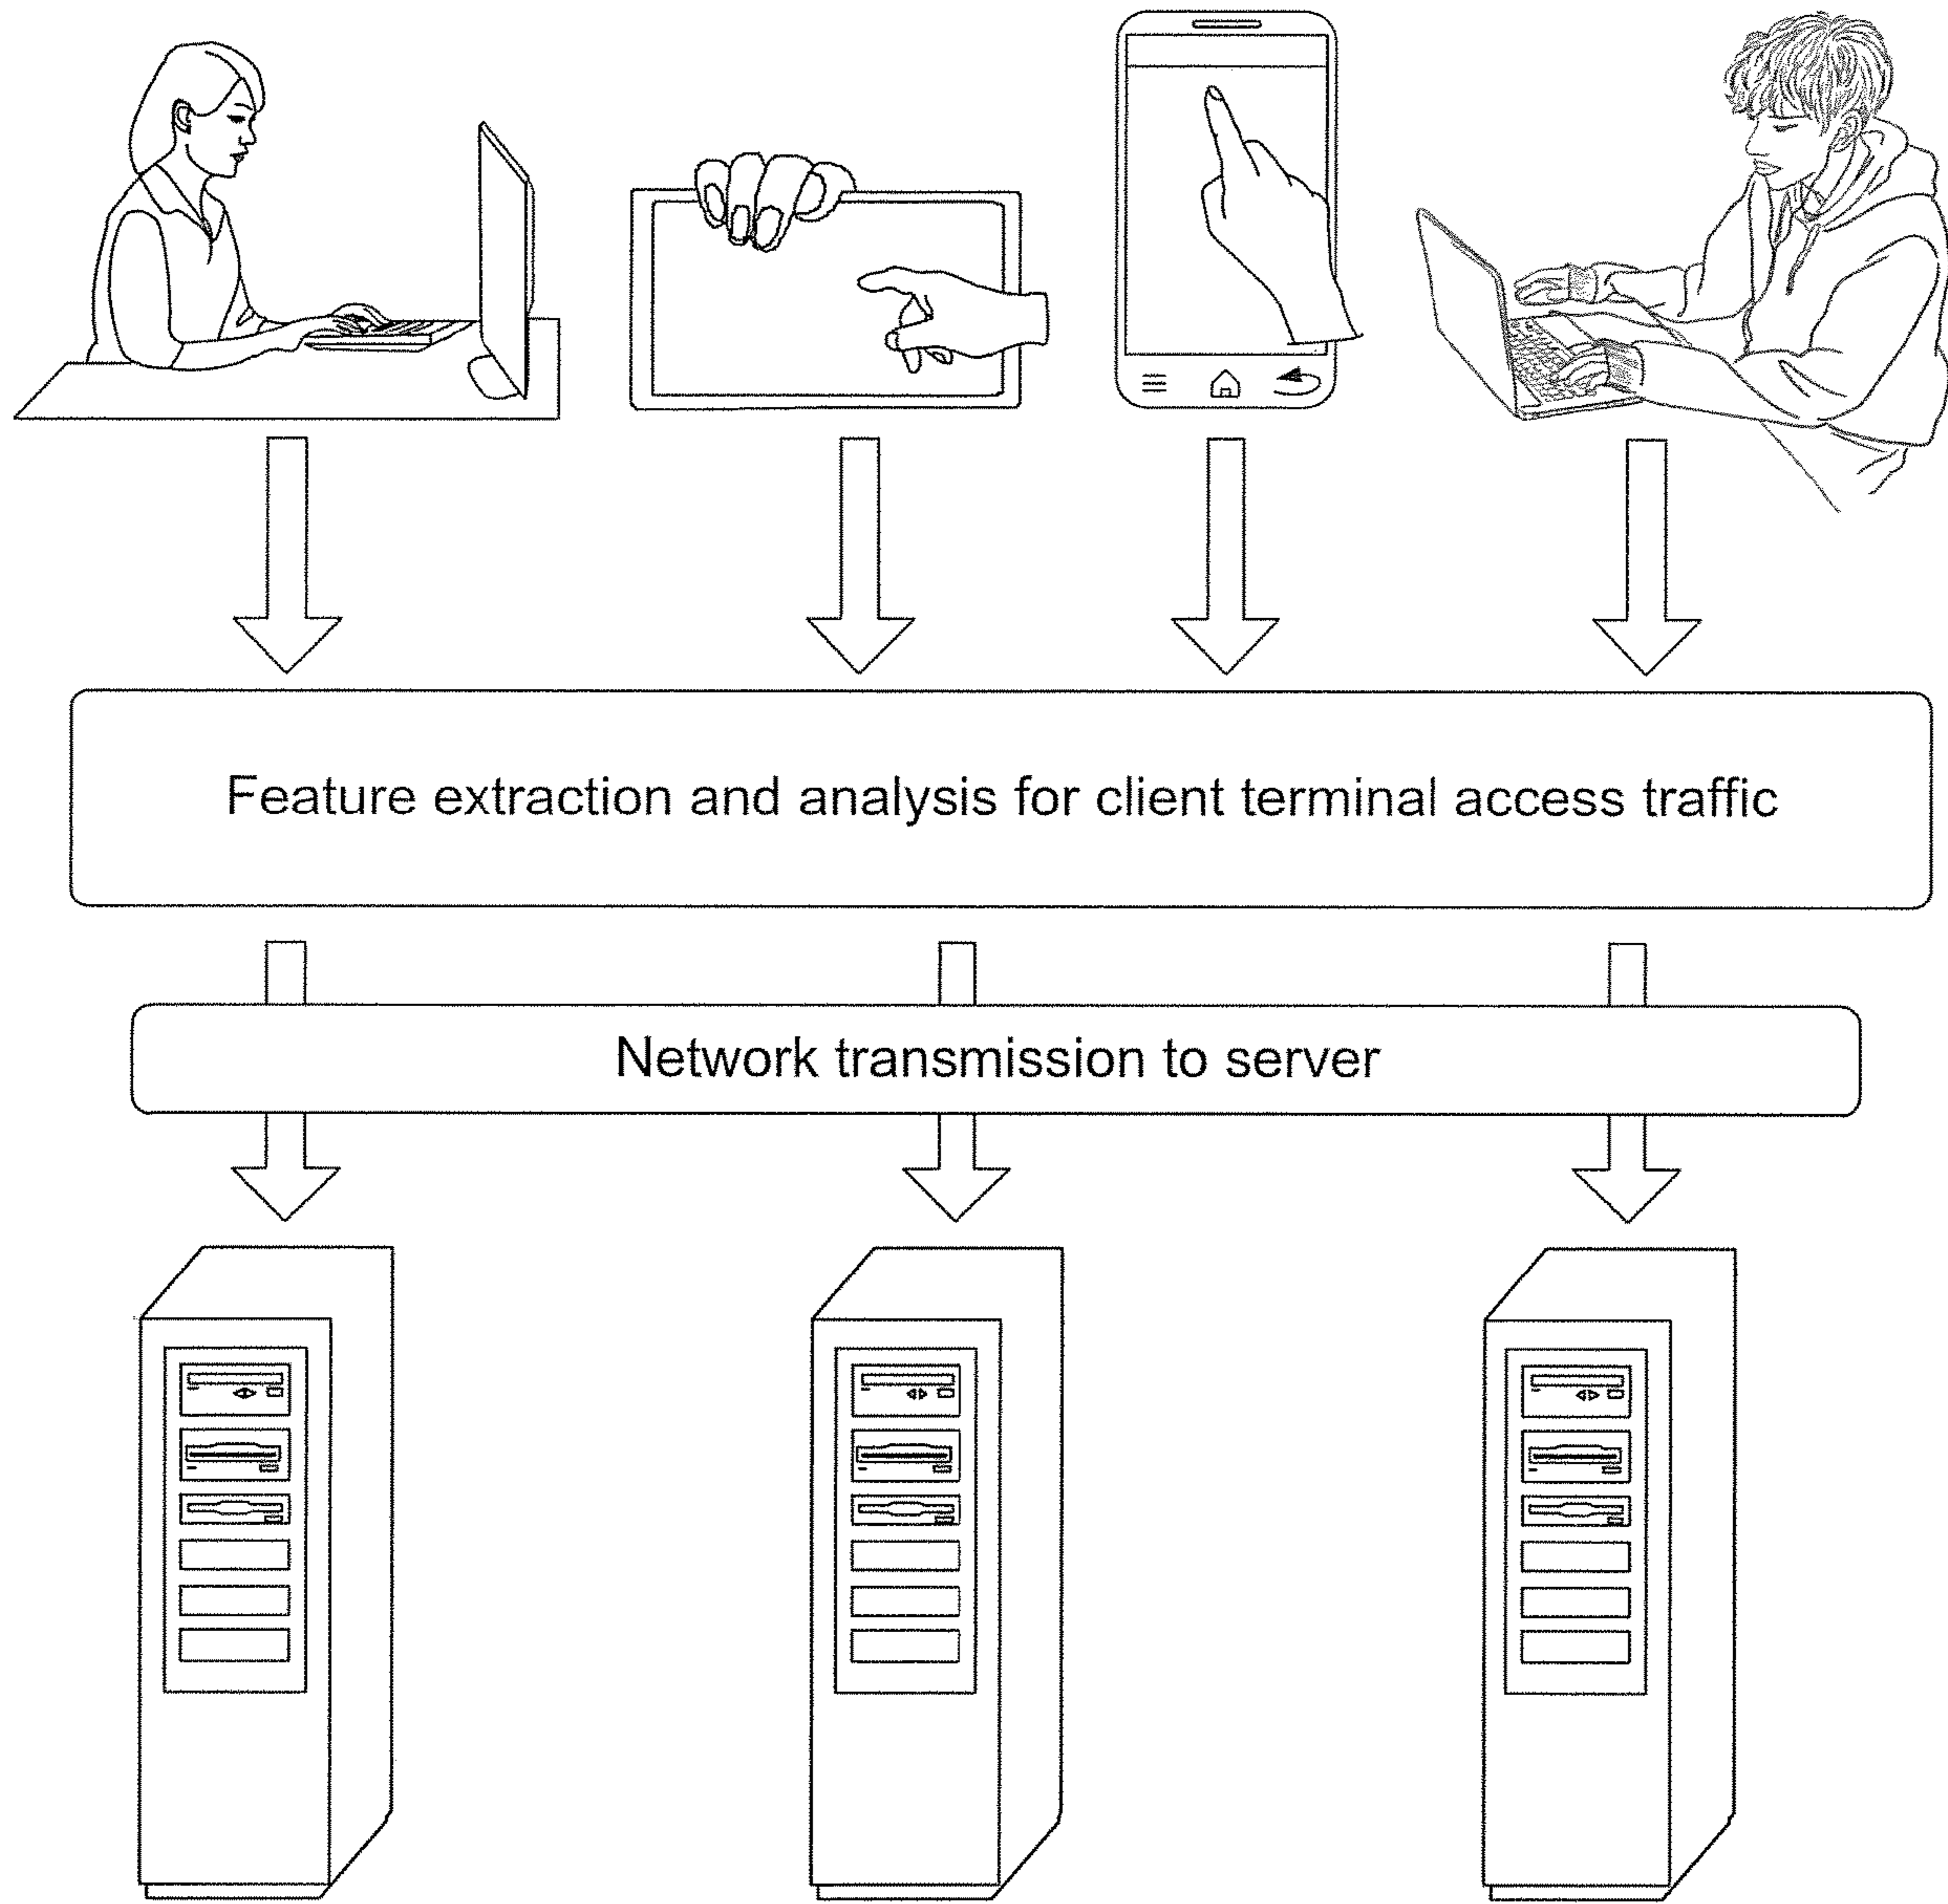 Feature extraction and analysis for client terminal access traffic
Network transmission to server